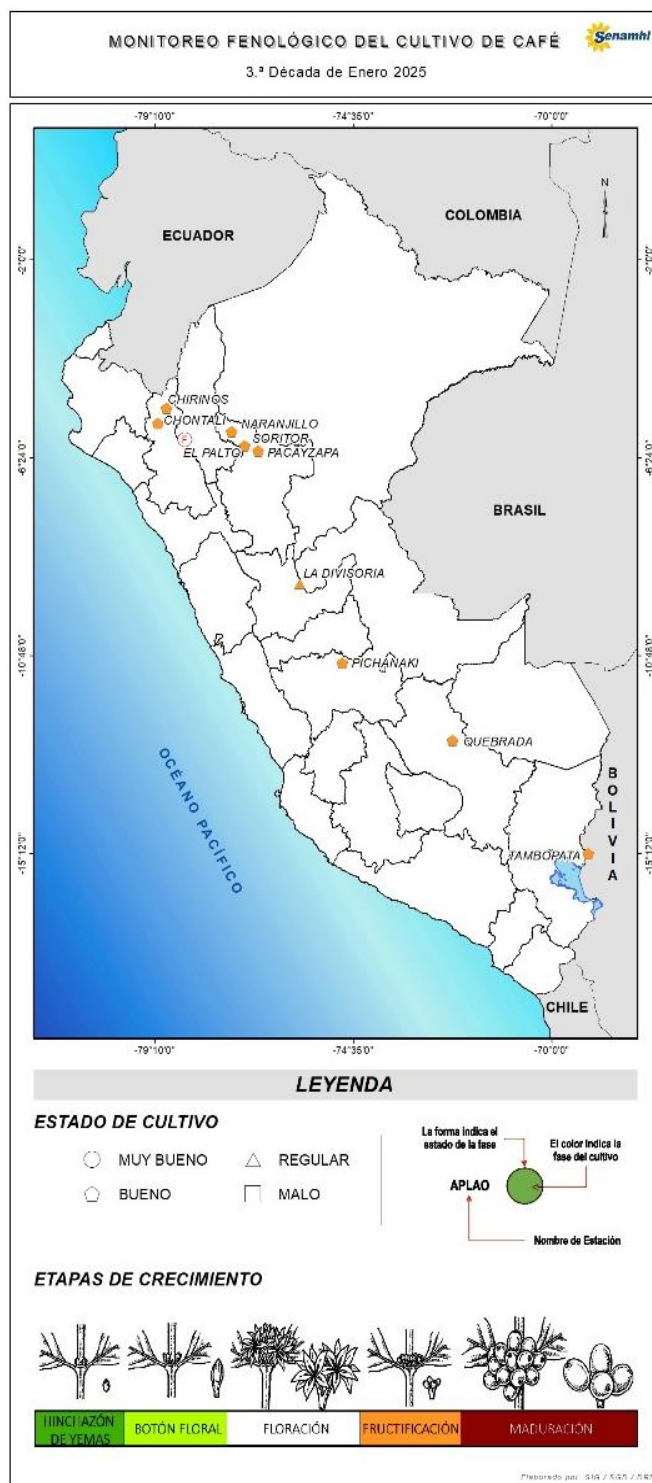 MONITOREO FENOLÓGICO DEL CULTIVO DE CAFÉ
Senamhi
3.ª Década de Enero 2025
-79°10'0" -74°35'0" -70°0'0"
N
COLOMBIA
ECUADOR
-2°0'0" -2°0'0"
CHIRINOS
CHONTALI
NARANJILLO
SORITOR
F
EL PALTO
PACAYZAPA
-6°24'0" -6°24'0"
BRASIL
LA DIVISORIA
-10°48'0" -10°48'0"
PICHANAKI
QUEBRADA
OCÉANO PACÍFICO
BOLIVIA
TAMBOPATA
-15°12'0" -15°12'0"
CHILE
-79°10'0" -74°35'0" -70°0'0"
LEYENDA
ESTADO DE CULTIVO
MUY BUENO
REGULAR
BUENO
MALO
La forma indica el
estado de la fase
El color indica la
fase del cultivo
APLAO
Nombre de Estación
ETAPAS DE CRECIMIENTO
HINCHAZÓN
DE YEMAS
BOTÓN FLORAL
FLORACIÓN
FRUCTIFICACIÓN
MADURACIÓN
Elaborado por: SIG /